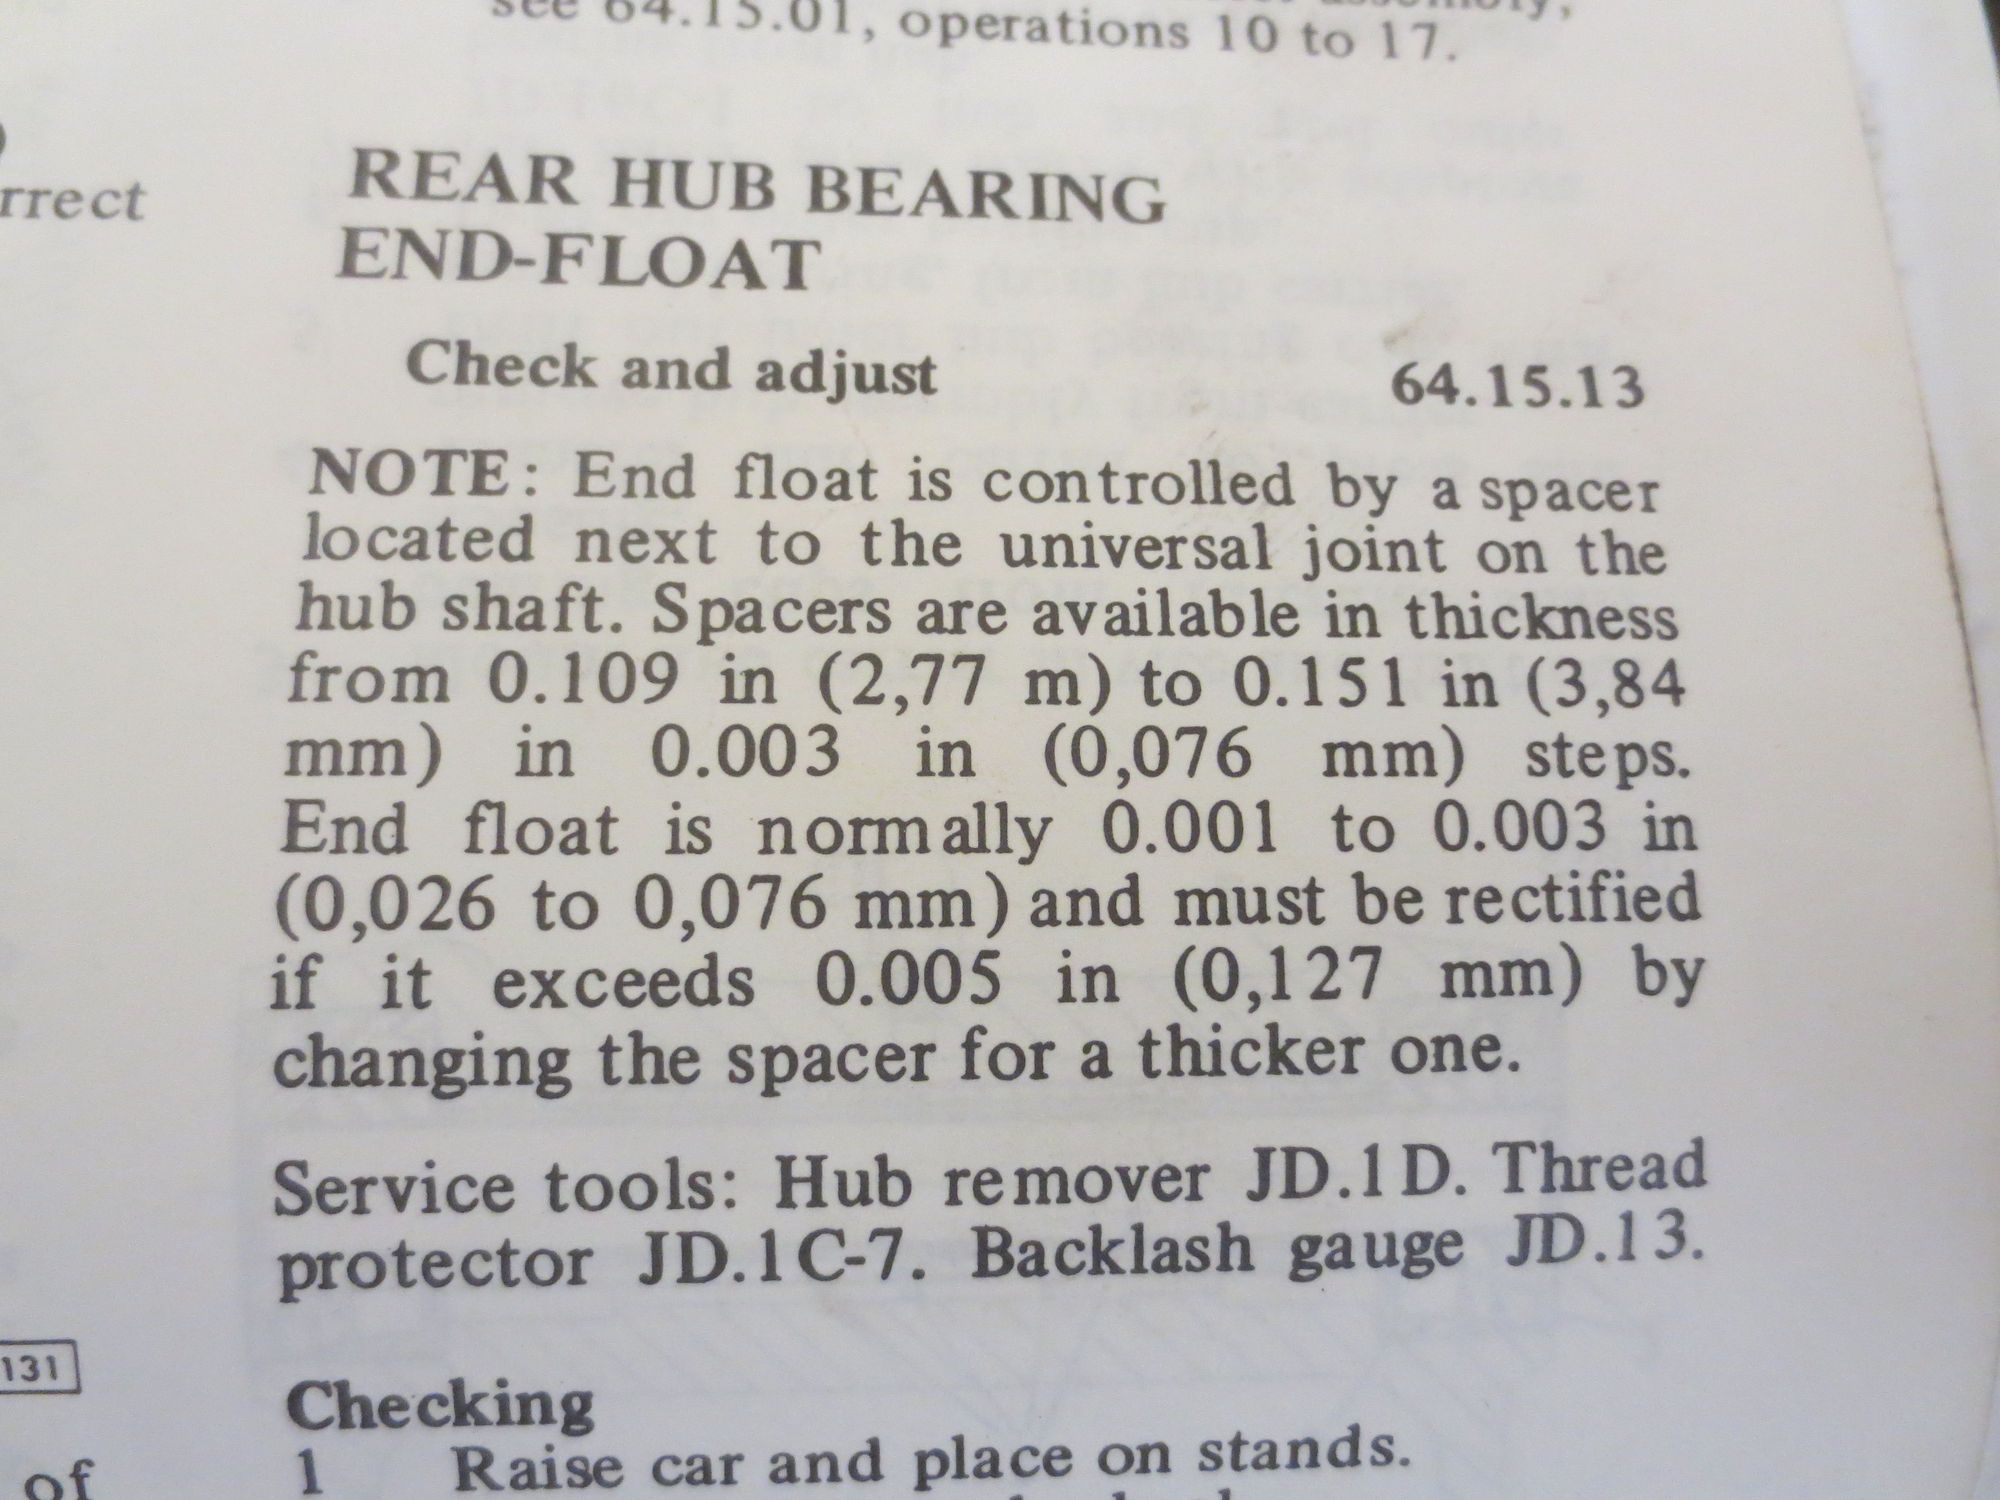 see 64.15.01, operations 10 to 17.
rrect
REAR HUB BEARING
END-FLOAT
Check and adjust 64.15.13
NOTE: End float is controlled by a spacer
located next to the universal joint on the
hub shaft. Spacers are available in thickness
from 0.109 in (2,77 m) to 0.151 in (3,84
mm) in 0.003 in (0,076 mm) steps.
End float is normally 0.001 to 0.003 in
(0,026 to 0,076 mm) and must be rectified
if it exceeds 0.005 in (0,127 mm) by
changing the spacer for a thicker one.
Service tools: Hub remover JD.1D. Thread
protector JD.1C-7. Backlash gauge JD.13.
131
Checking
1 Raise car and place on stands.
of